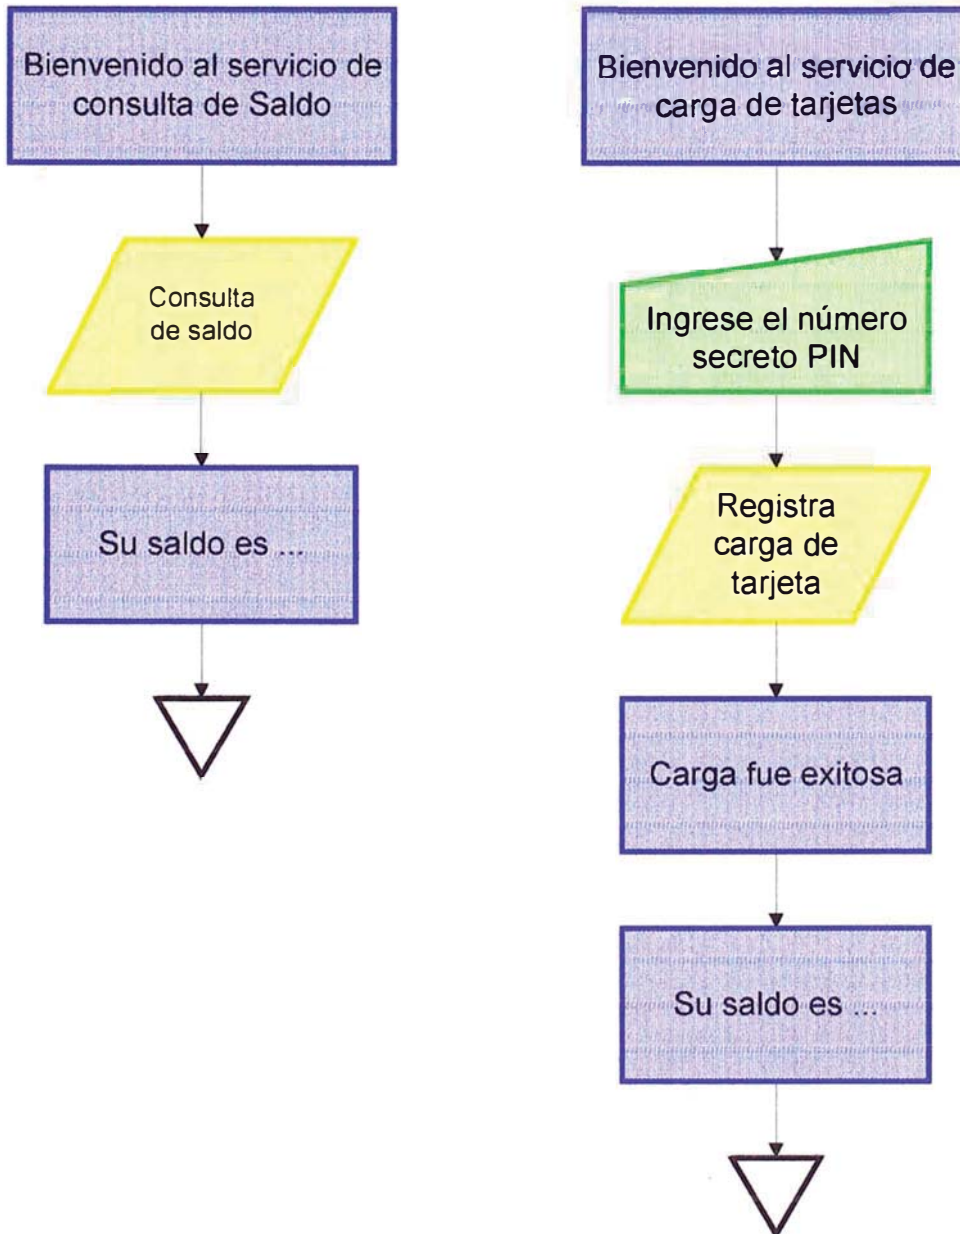 Bienvenido al servicio de
consulta de Saldo
Consulta
de saldo
Su saldo es ...
Bienvenido al servicio de
carga de tarjetas
Ingrese el número
secreto PIN
Registra
carga de
tarjeta
Carga fue exitosa
Su saldo es ...